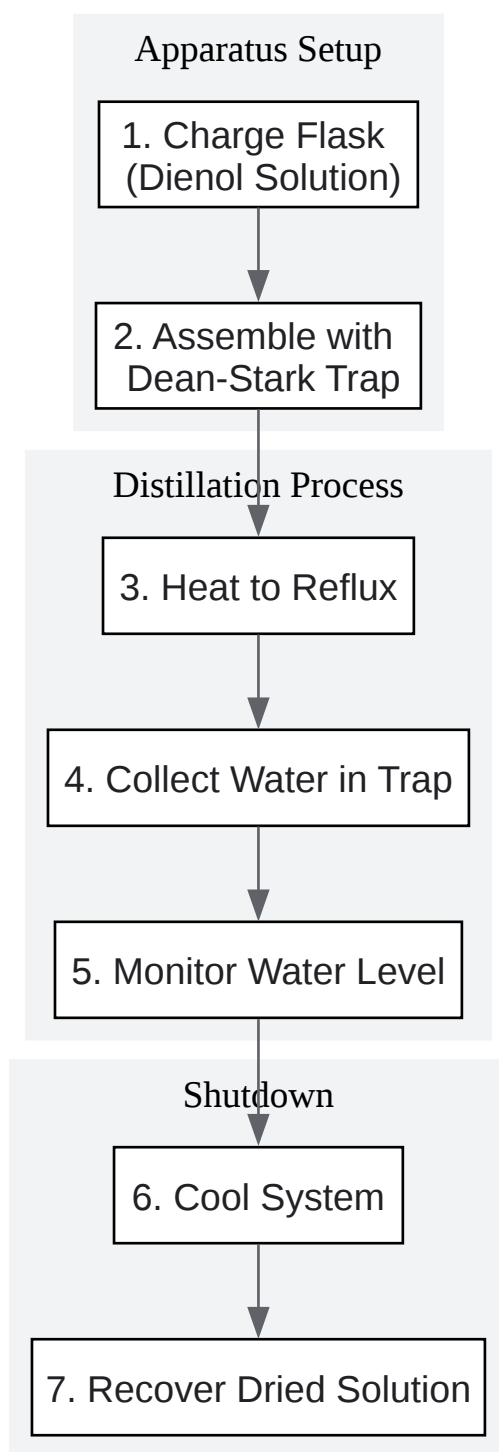 Apparatus Setup
1. Charge Flask
(Dienol Solution)
2. Assemble with
Dean-Stark Trap
Distillation Process
3. Heat to Reflux
4. Collect Water in Trap
5. Monitor Water Level
Shutdown
6. Cool System
7. Recover Dried Solution